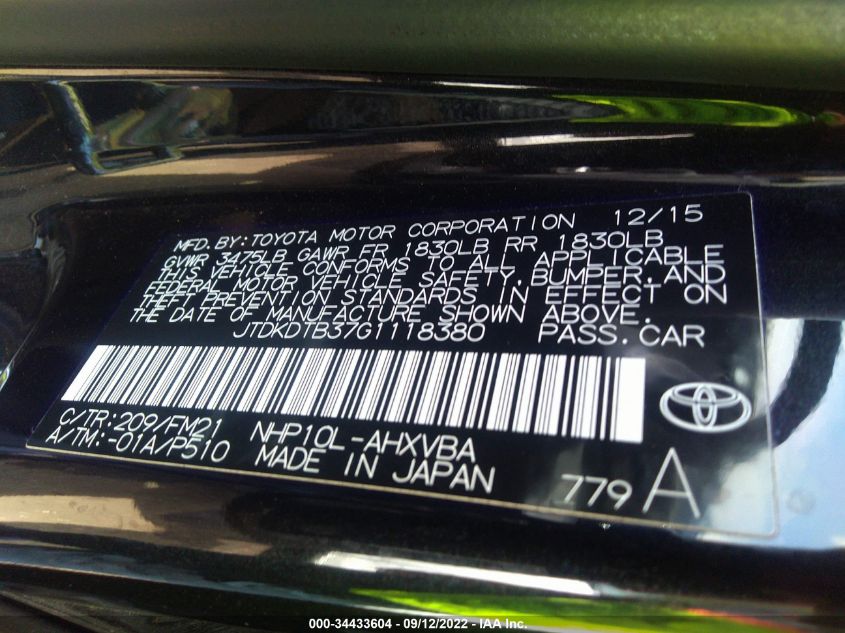 MFD. BY: TOYOTA MOTOR CORPORATION 12/15
GVWR 3475LB GAWR FR 1830LB RR 1830LB
THIS VEHICLE CONFORMS TO ALL APPLICABLE
FEDERAL MOTOR VEHICLE SAFETY, BUMPER, AND
THEFT PREVENTION STANDARDS IN EFFECT ON
THE DATE OF MANUFACTURE SHOWN ABOVE.
JTDKDTB37G1118380 PASS. CAR
C/TR: 209/FM21 NHP10L-AHXVBA
A/TM: -01A/P510 MADE IN JAPAN
779 A
000-34433604 - 09/12/2022 - IAA Inc.